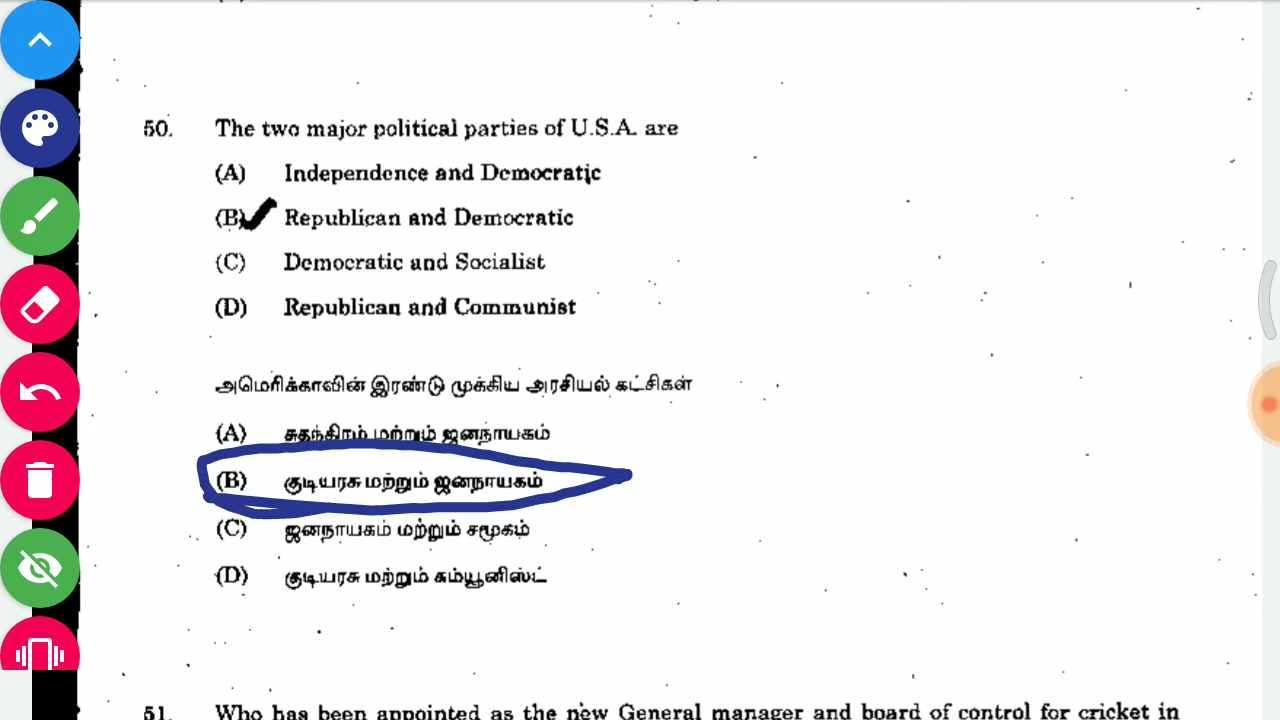 50. The two major political parties of U.S.A. are
(A) Independence and Democratic
(B) Republican and Democratic
(C) Democratic and Socialist
(D) Republican and Communist
அமெரிக்காவின் இரண்டு முக்கிய அரசியல் கட்சிகள்
(A) சுதந்திரம் மற்றும் ஜனநாயகம்
(B) குடியரசு மற்றும் ஜனநாயகம்
(C) ஜனநாயகம் மற்றும் சமூகம்
(D) குடியரசு மற்றும் கம்யூனிஸ்ட்
51. Who has been appointed as the new General manager and board of control for cricket in